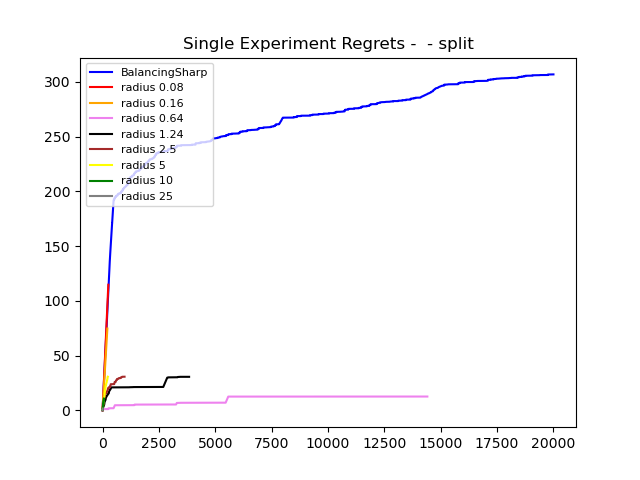 Single Experiment Regrets -  - split
BalancingSharp
radius 0.08
radius 0.16
radius 0.64
radius 1.24
radius 2.5
radius 5
radius 10
radius 25
300
250
200
150
100
50
0
0 2500 5000 7500 10000 12500 15000 17500 20000